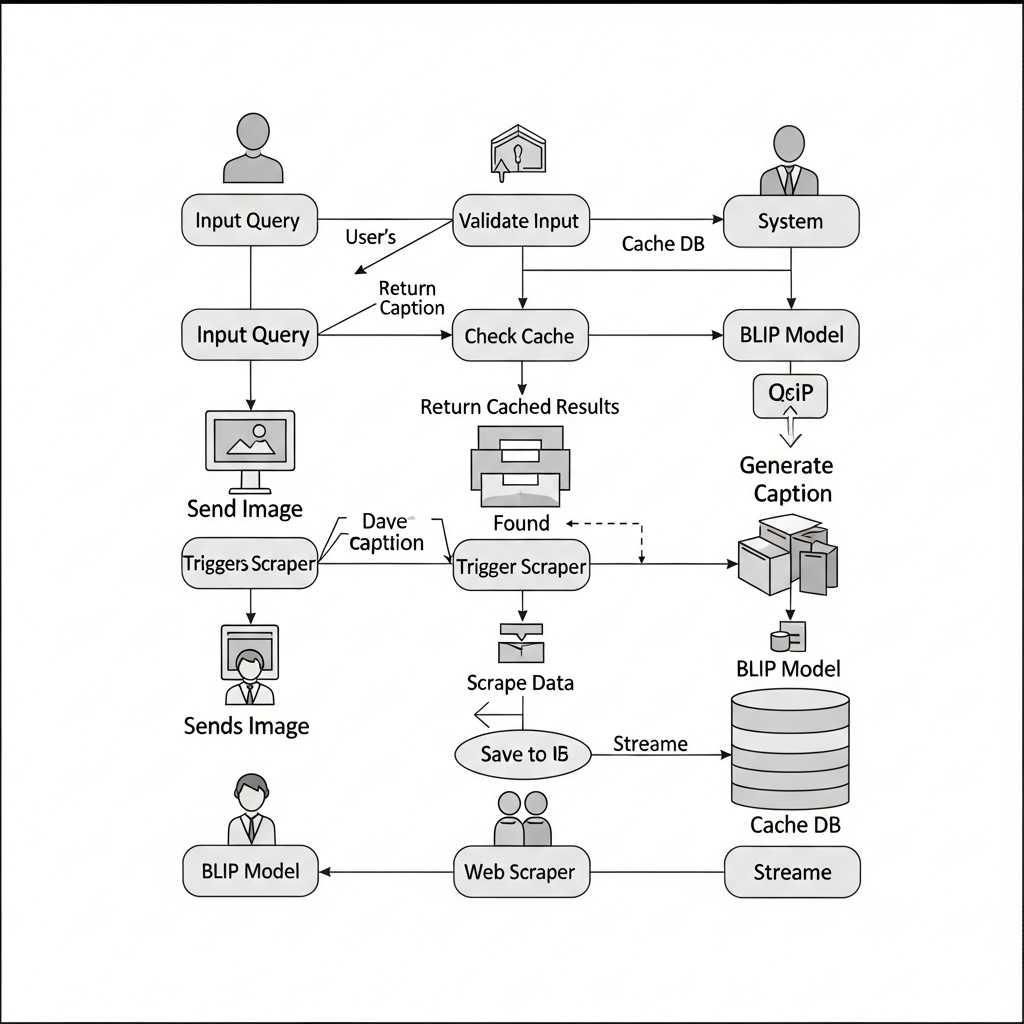 Input Query
Validate Input
System
User's
Cache DB
Return
Caption
Input Query
Check Cache
BLIP Model
Return Cached Results
QciP
Generate
Caption
Send Image
Dave
caption
Found
Triggers Scraper
Trigger Scraper
BLIP Model
Scrape Data
Sends Image
Save to IB
Streame
Cache DB
BLIP Model
Web Scraper
Streame